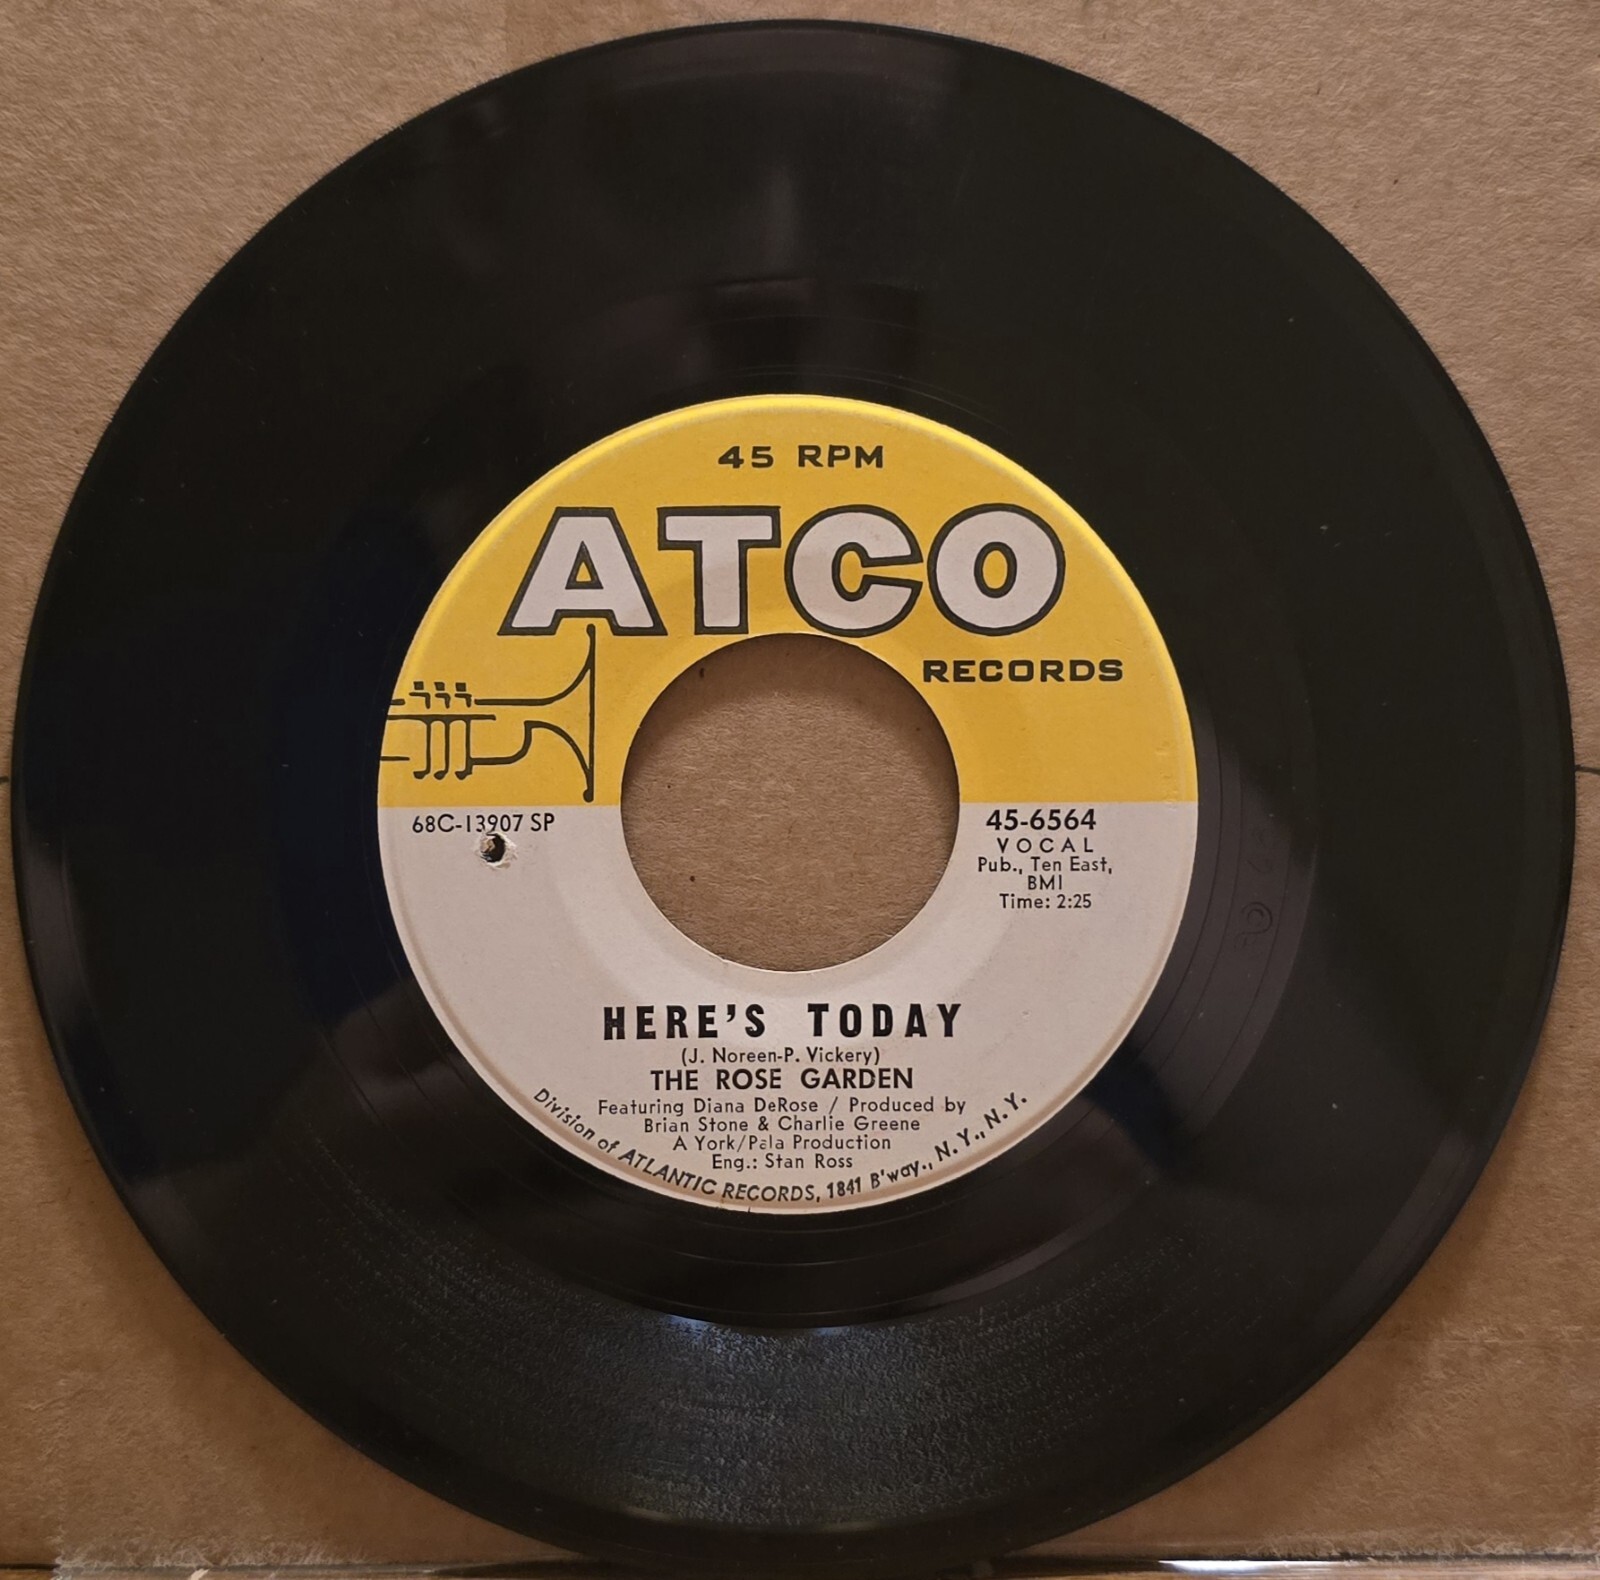 45 RPM
ATCO
RECORDS
68C-13907 SP
45-6564
VOCAL
Pub., Ten East,
BMI
Time: 2:25
HERE'S TODAY
(J. Noreen-P. Vickery)
THE ROSE GARDEN
Featuring Diana DeRose / Produced by
Brian Stone & Charlie Greene
A York/Pala Production
Eng.: Stan Ross
Division of ATLANTIC RECORDS, 1841 B'way., N.Y., N.Y.